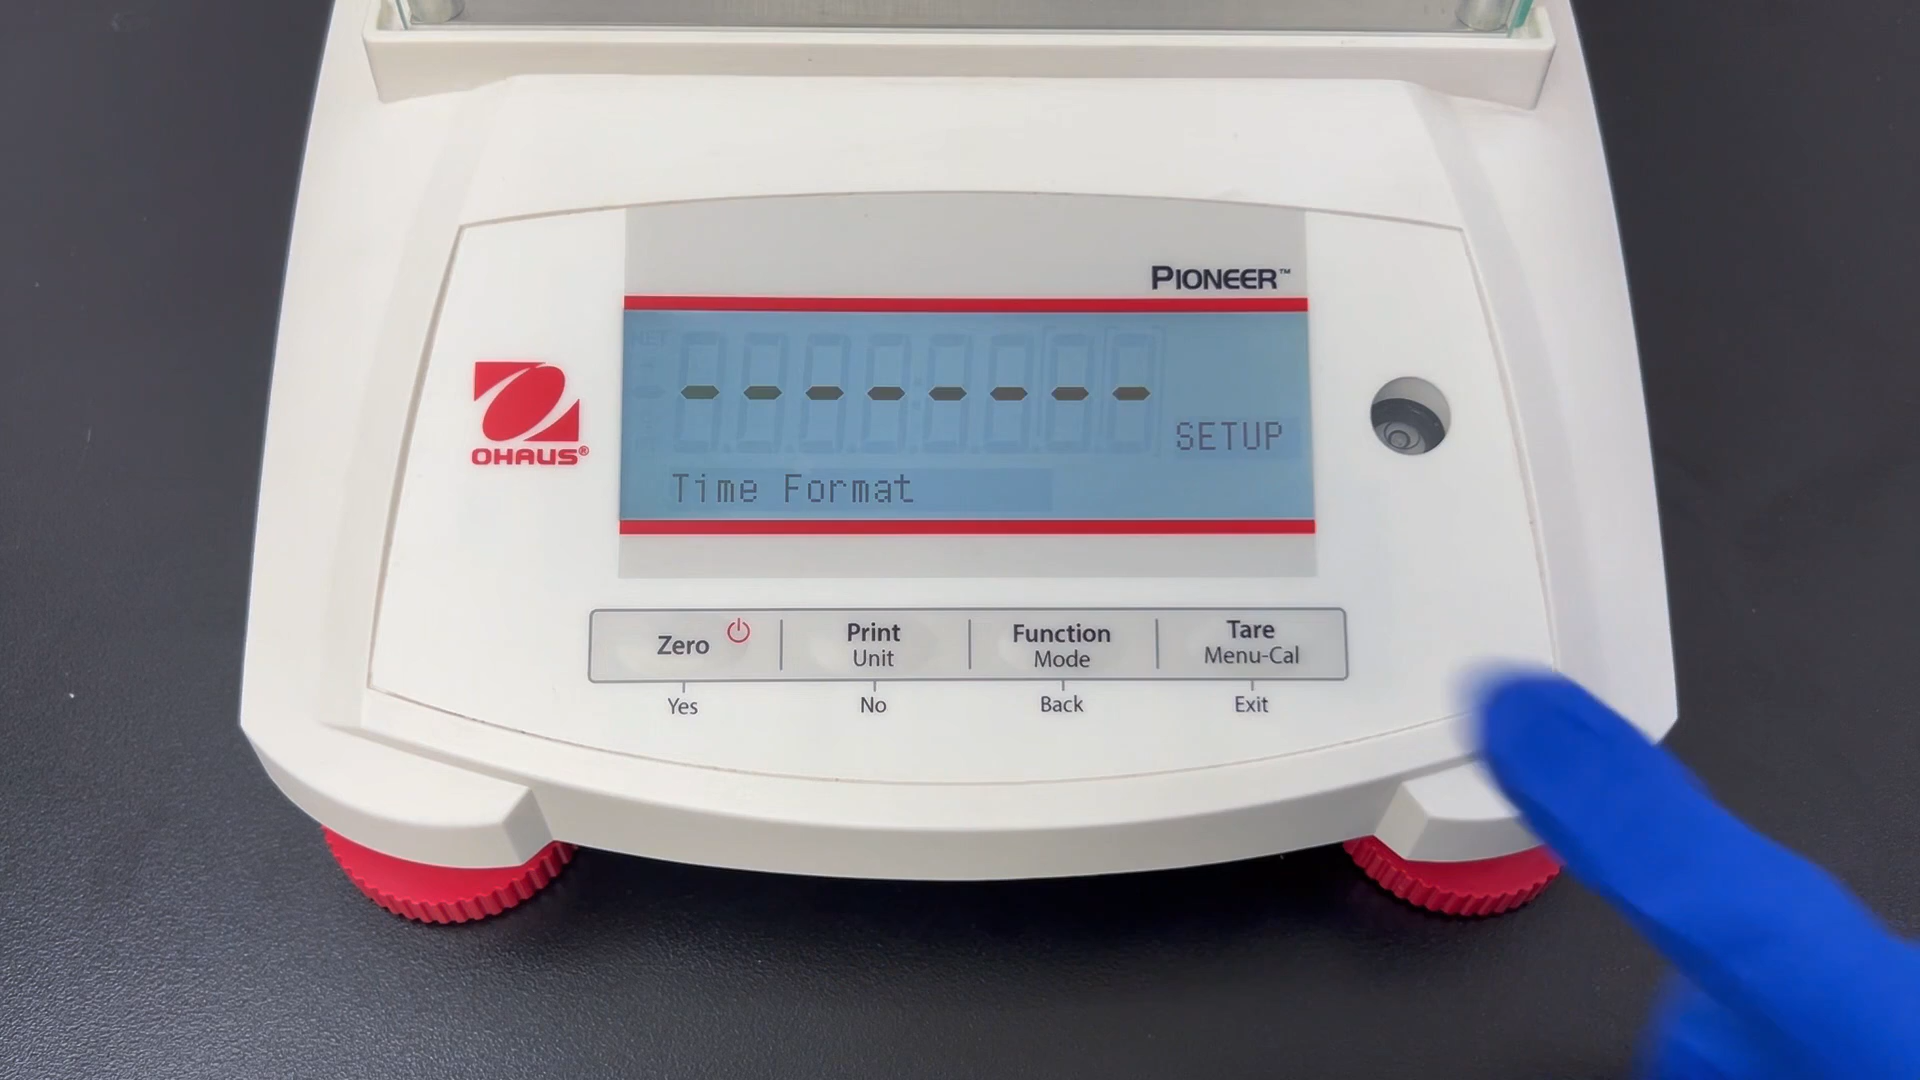 PIONEER™
--------
SETUP
Time Format
OHAUS®
Zero
Print
Unit
Function
Mode
Tare
Menu-Cal
Yes
No
Back
Exit